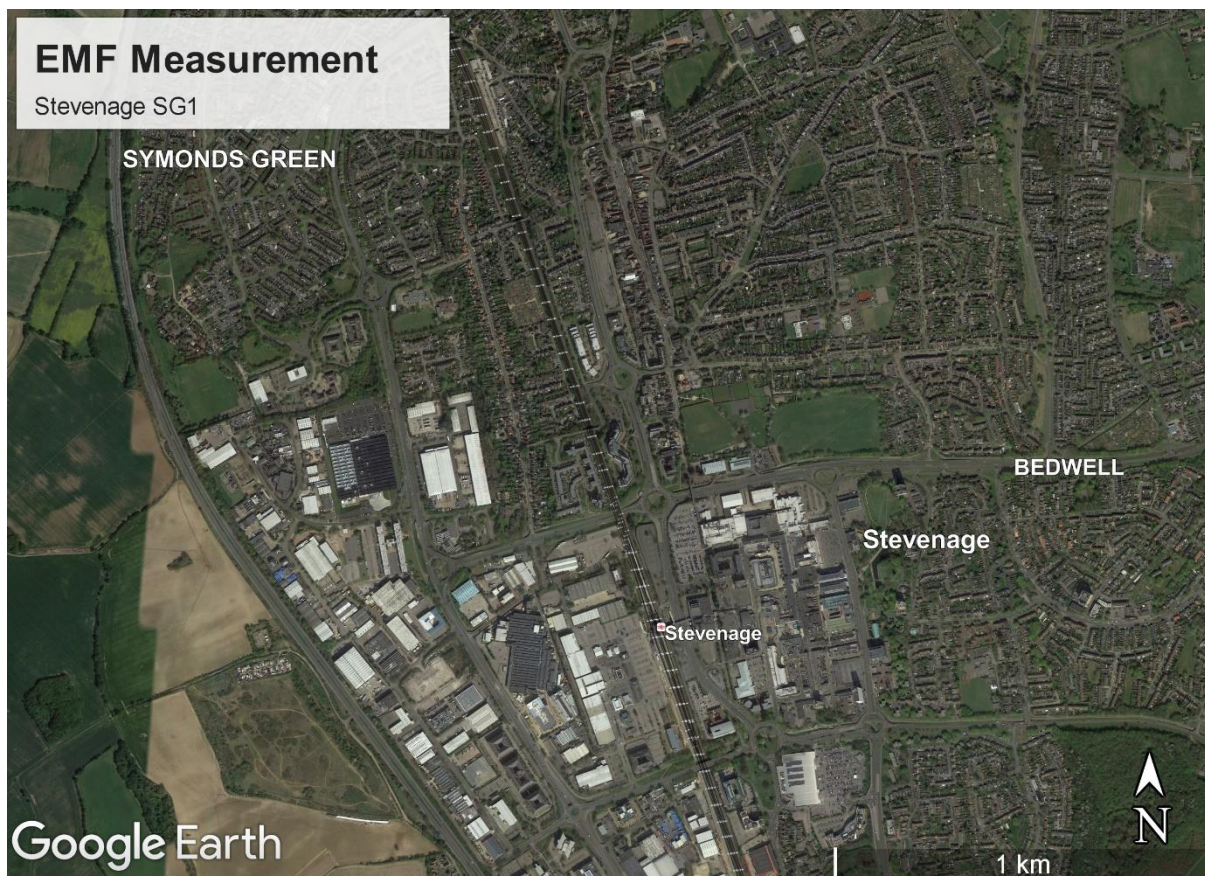 EMF Measurement
Stevenage SG1
SYMONDS GREEN
BEDWELL
Stevenage
Stevenage
N
Google Earth
1 km